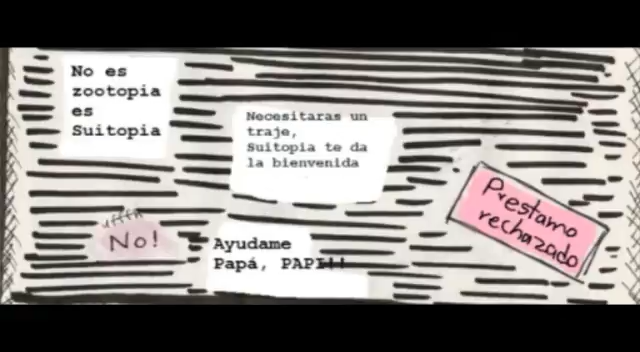 No es
zootopia
es
Suitopia
Necesitaras un
traje,
Suitopia te da
la bienvenida
Prestamo
rechazado
uffff
No!
Ayudame
Papá, PAPI!!